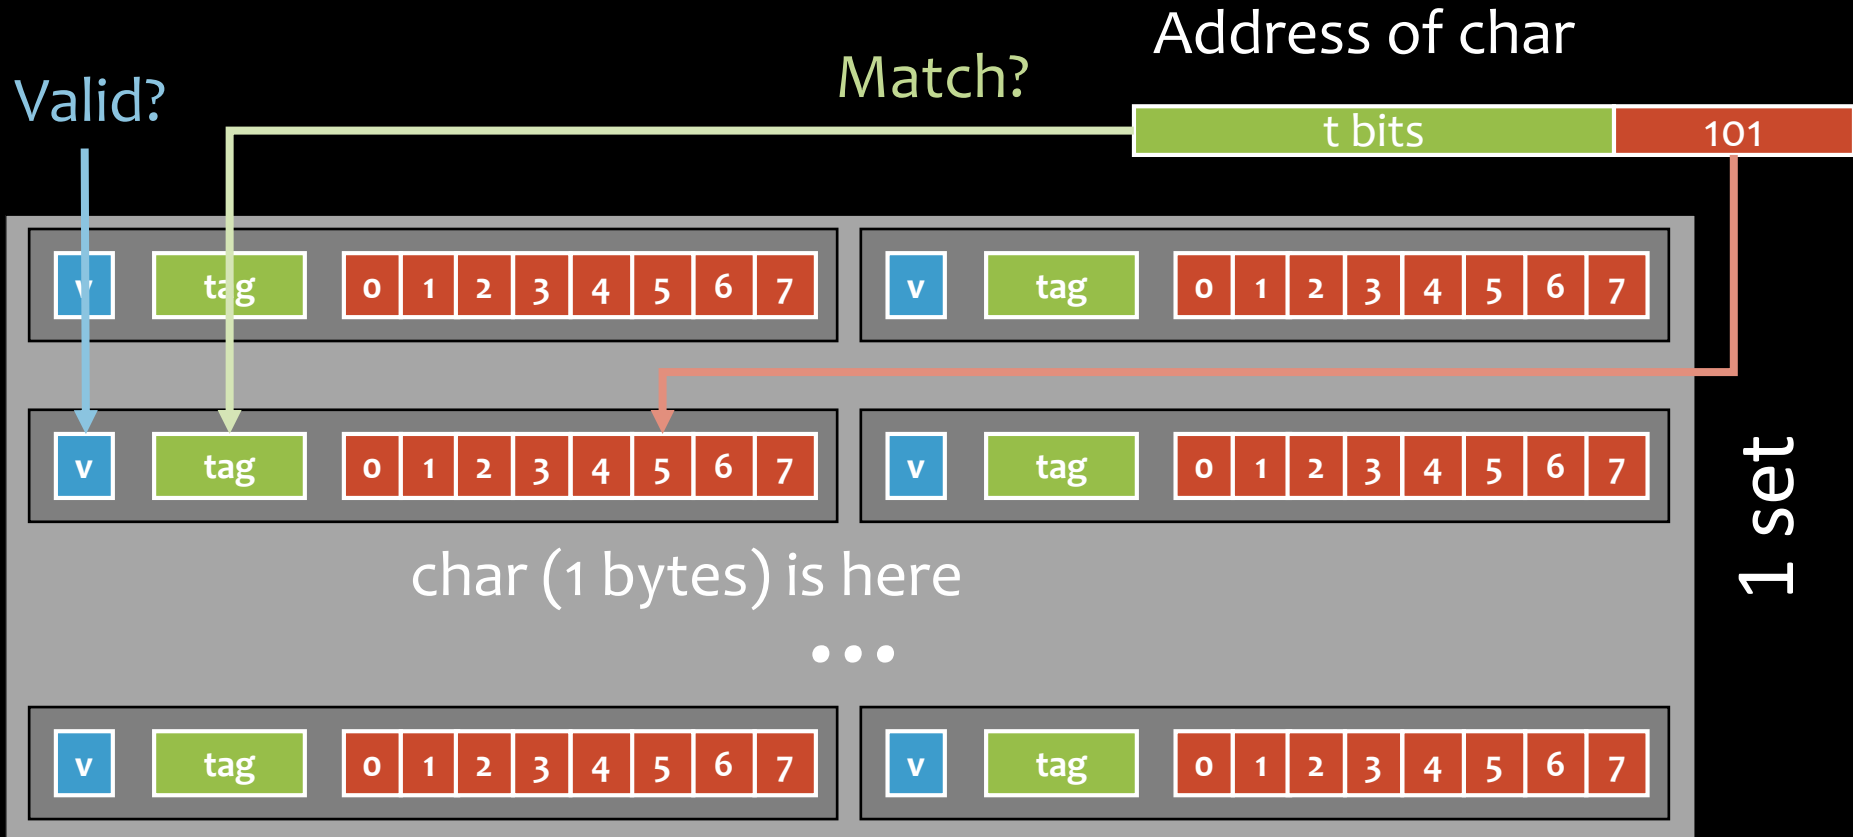 Address of char
Match?
Valid?
t bits 101
v tag 0 1 2 3 4 5 6 7 v tag 0 1 2 3 4 5 6 7
v tag 0 1 2 3 4 5 6 7 v tag 0 1 2 3 4 5 6 7
1 set
char (1 bytes) is here
...
v tag 0 1 2 3 4 5 6 7 v tag 0 1 2 3 4 5 6 7